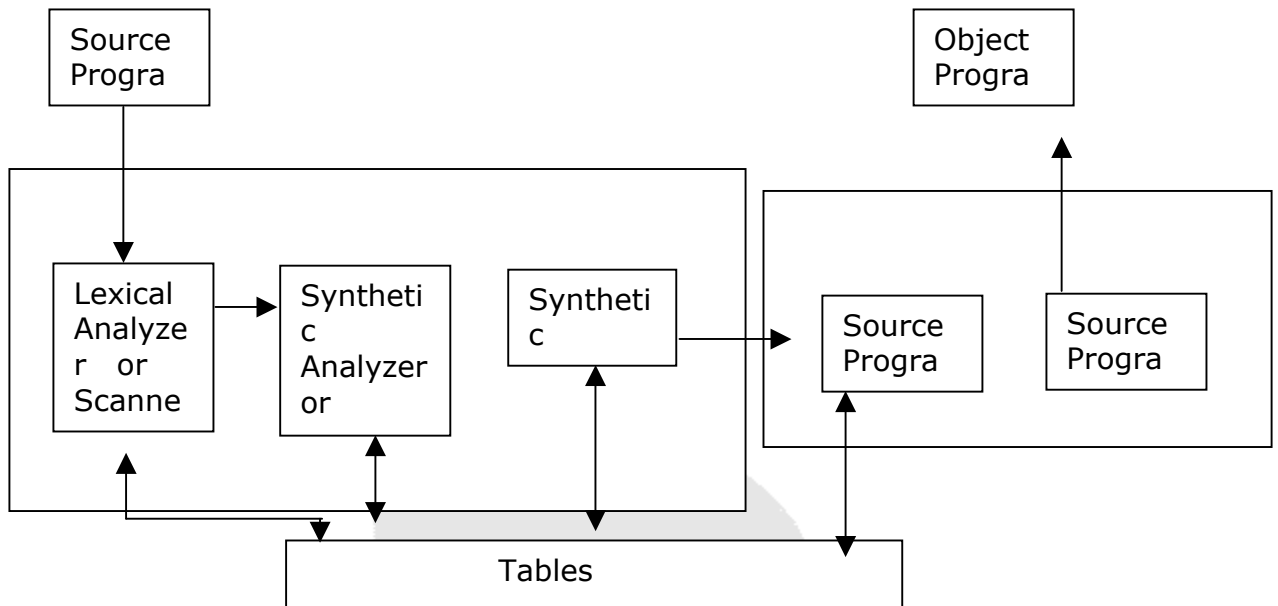 Source
Progra
Object
Progra
Lexical
Analyze
r or
Scanne
Syntheti
c
Analyzer
or
Syntheti
c
Source
Progra
Source
Progra
Tables